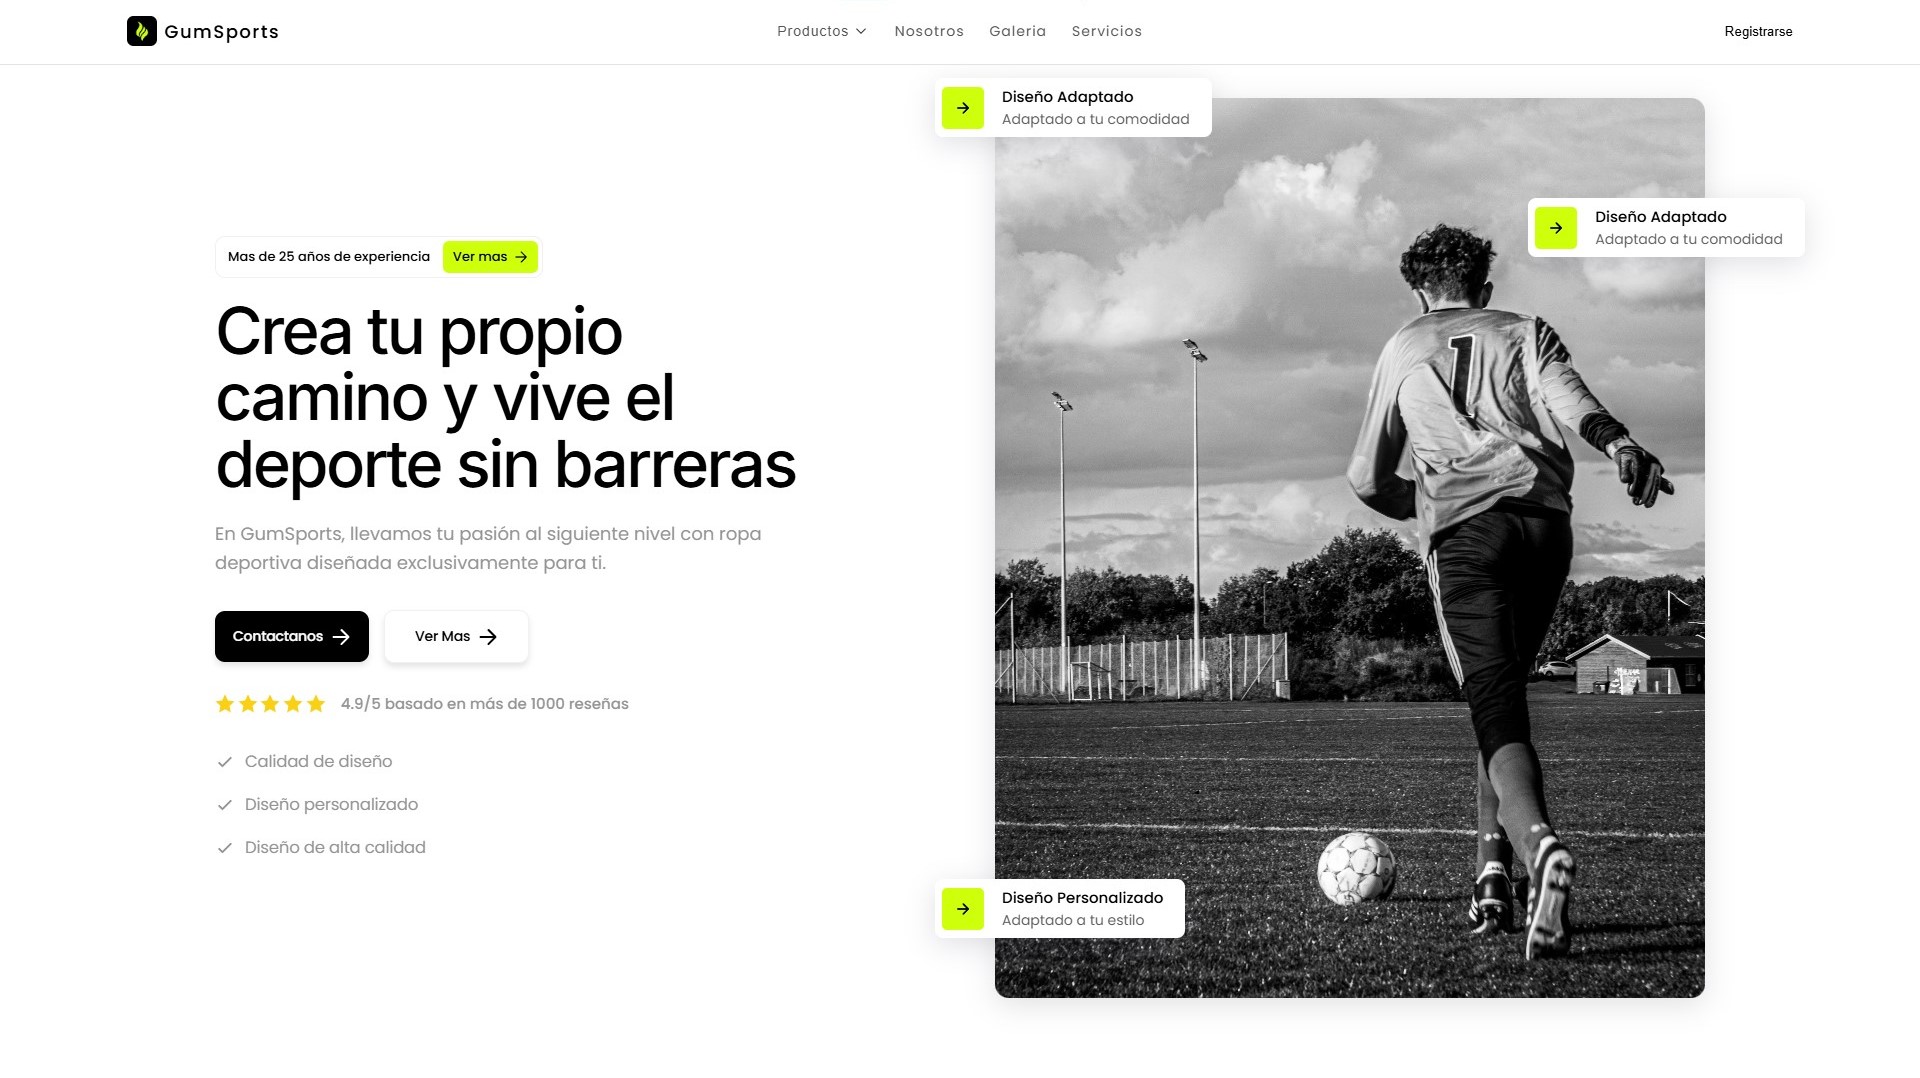 GumSports
Productos
Nosotros
Galeria
Servicios
Registrarse
Mas de 25 años de experiencia
Ver mas
Crea tu propio
camino y vive el
deporte sin barreras
En GumSports, llevamos tu pasión al siguiente nivel con ropa
deportiva diseñada exclusivamente para ti.
Contactanos
Ver Mas
4.9/5 basado en más de 1000 reseñas
Calidad de diseño
Diseño personalizado
Diseño de alta calidad
Diseño Adaptado
Adaptado a tu comodidad
Diseño Adaptado
Adaptado a tu comodidad
1
Diseño Personalizado
Adaptado a tu estilo